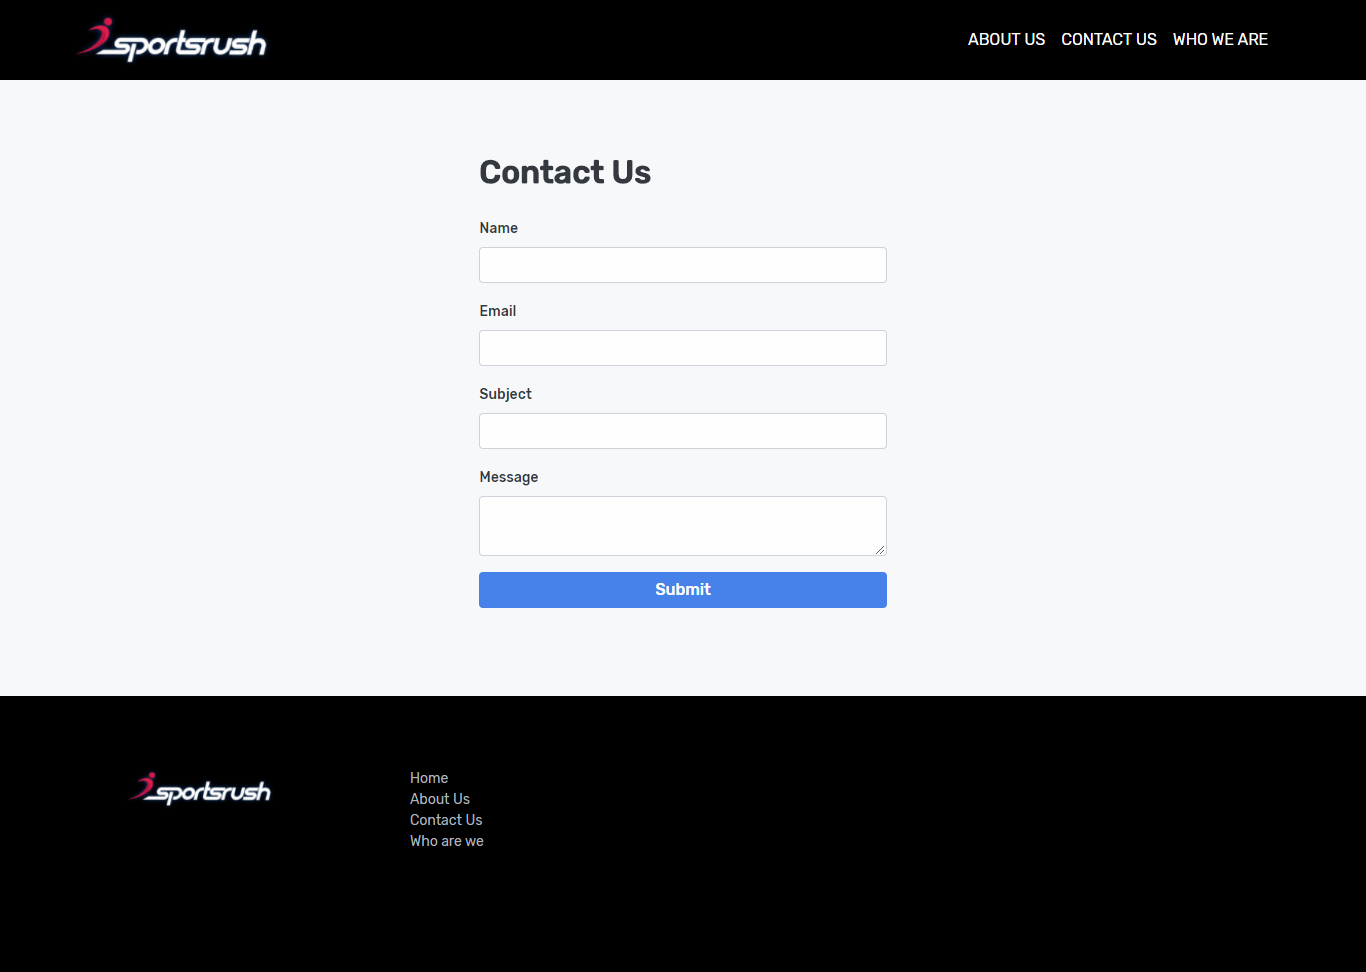 sportsrush
ABOUT US CONTACT US WHO WE ARE
Contact Us
Name
Email
Subject
Message
Submit
sportsrush
Home
About Us
Contact Us
Who are we